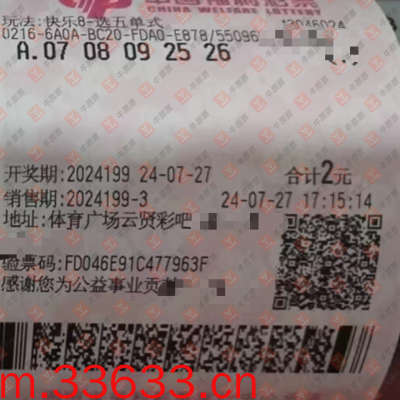 CHINA WELFARE LOTTERY
玩法:快乐8-选五单式
0216-6A0A-BC20-FDA0-E878/55096
A.07 08 09 25 26
开奖期:2024199 24-07-27 合计2元
销售期:2024199-3 24-07-27 17:15:14
地址:体育广场云贤彩吧
验票码:FD046E91C477963F
感谢您为公益事业贡
m.33633.cn